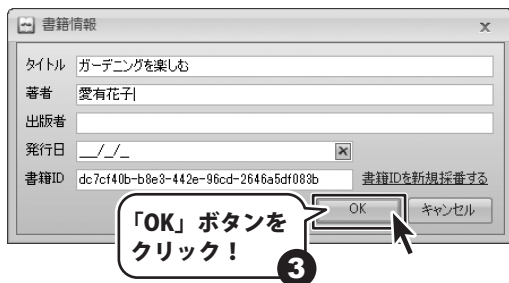 書籍情報 x
タイトル ガーデニングを楽しむ
著者 愛有花子
出版者
発行日 __/_/_
書籍ID dc7cf40b-b8e3-442e-96cd-2646a5df083b 書籍IDを新規採番する
OK キャンセル
「OK」ボタンを
クリック！
3